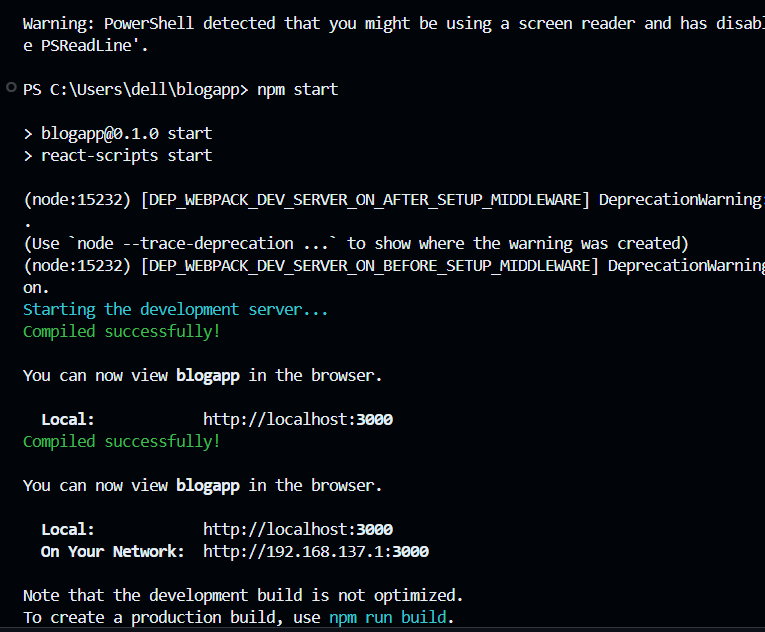 Warning: PowerShell detected that you might be using a screen reader and has disabl
e PSReadLine'.
PS C:\Users\dell\blogapp> npm start
> blogapp@0.1.0 start
> react-scripts start
(node:15232) [DEP_WEBPACK_DEV_SERVER_ON_AFTER_SETUP_MIDDLEWARE] DeprecationWarning:
.
(Use `node --trace-deprecation ...` to show where the warning was created)
(node:15232) [DEP_WEBPACK_DEV_SERVER_ON_BEFORE_SETUP_MIDDLEWARE] DeprecationWarning
on.
Starting the development server...
Compiled successfully!
You can now view blogapp in the browser.
Local: http://localhost:3000
Compiled successfully!
You can now view blogapp in the browser.
Local: http://localhost:3000
On Your Network: http://192.168.137.1:3000
Note that the development build is not optimized.
To create a production build, use npm run build.